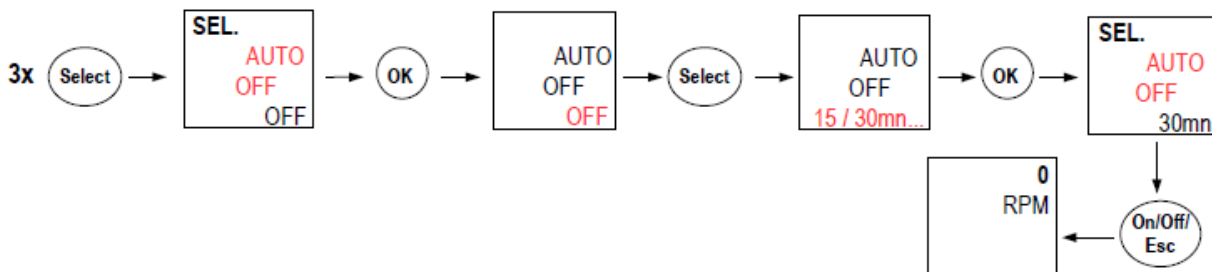 3x
Select
SEL.
AUTO
OFF
OFF
OK
AUTO
OFF
OFF
Select
AUTO
OFF
15 / 30mn...
OK
SEL.
AUTO
OFF
30mn
On/Off/
Esc
0
RPM